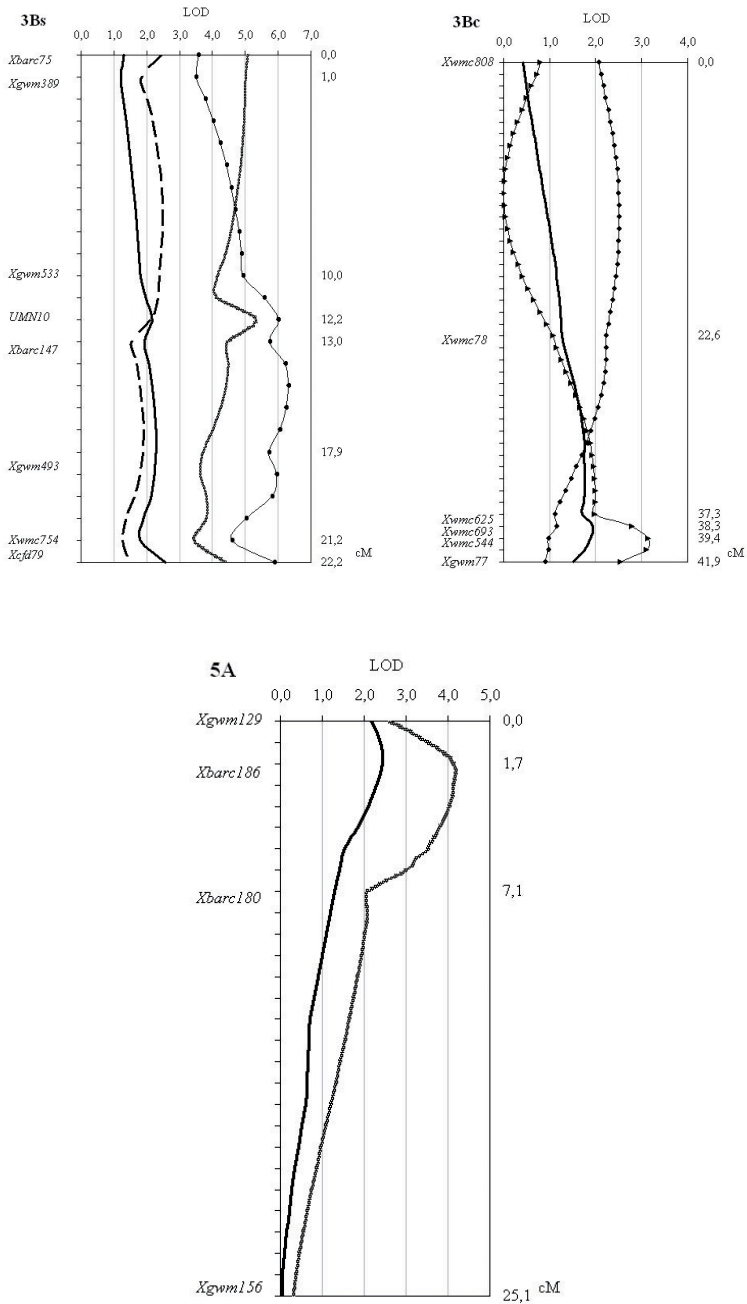 3Bs
LOD
0,0 1,0 2,0 3,0 4,0 5,0 6,0 7,0
Xbarc75 0,0
Xgwm389 1,0
Xgwm533 10,0
UMN10 12,2
Xbarc147 13,0
Xgwm493 17,9
Xwmc754 21,2
Xcfd79 22,2 cM
3Bc
LOD
0,0 1,0 2,0 3,0 4,0
Xwmc808 0,0
Xwmc78 22,6
Xwmc625 37,3
Xwmc693 38,3
Xwmc544 39,4
Xgwm77 41,9 cM
5A
LOD
0,0 1,0 2,0 3,0 4,0 5,0
Xgwm129 0,0
Xbarc186 1,7
Xbarc180 7,1
Xgwm156 25,1 cM